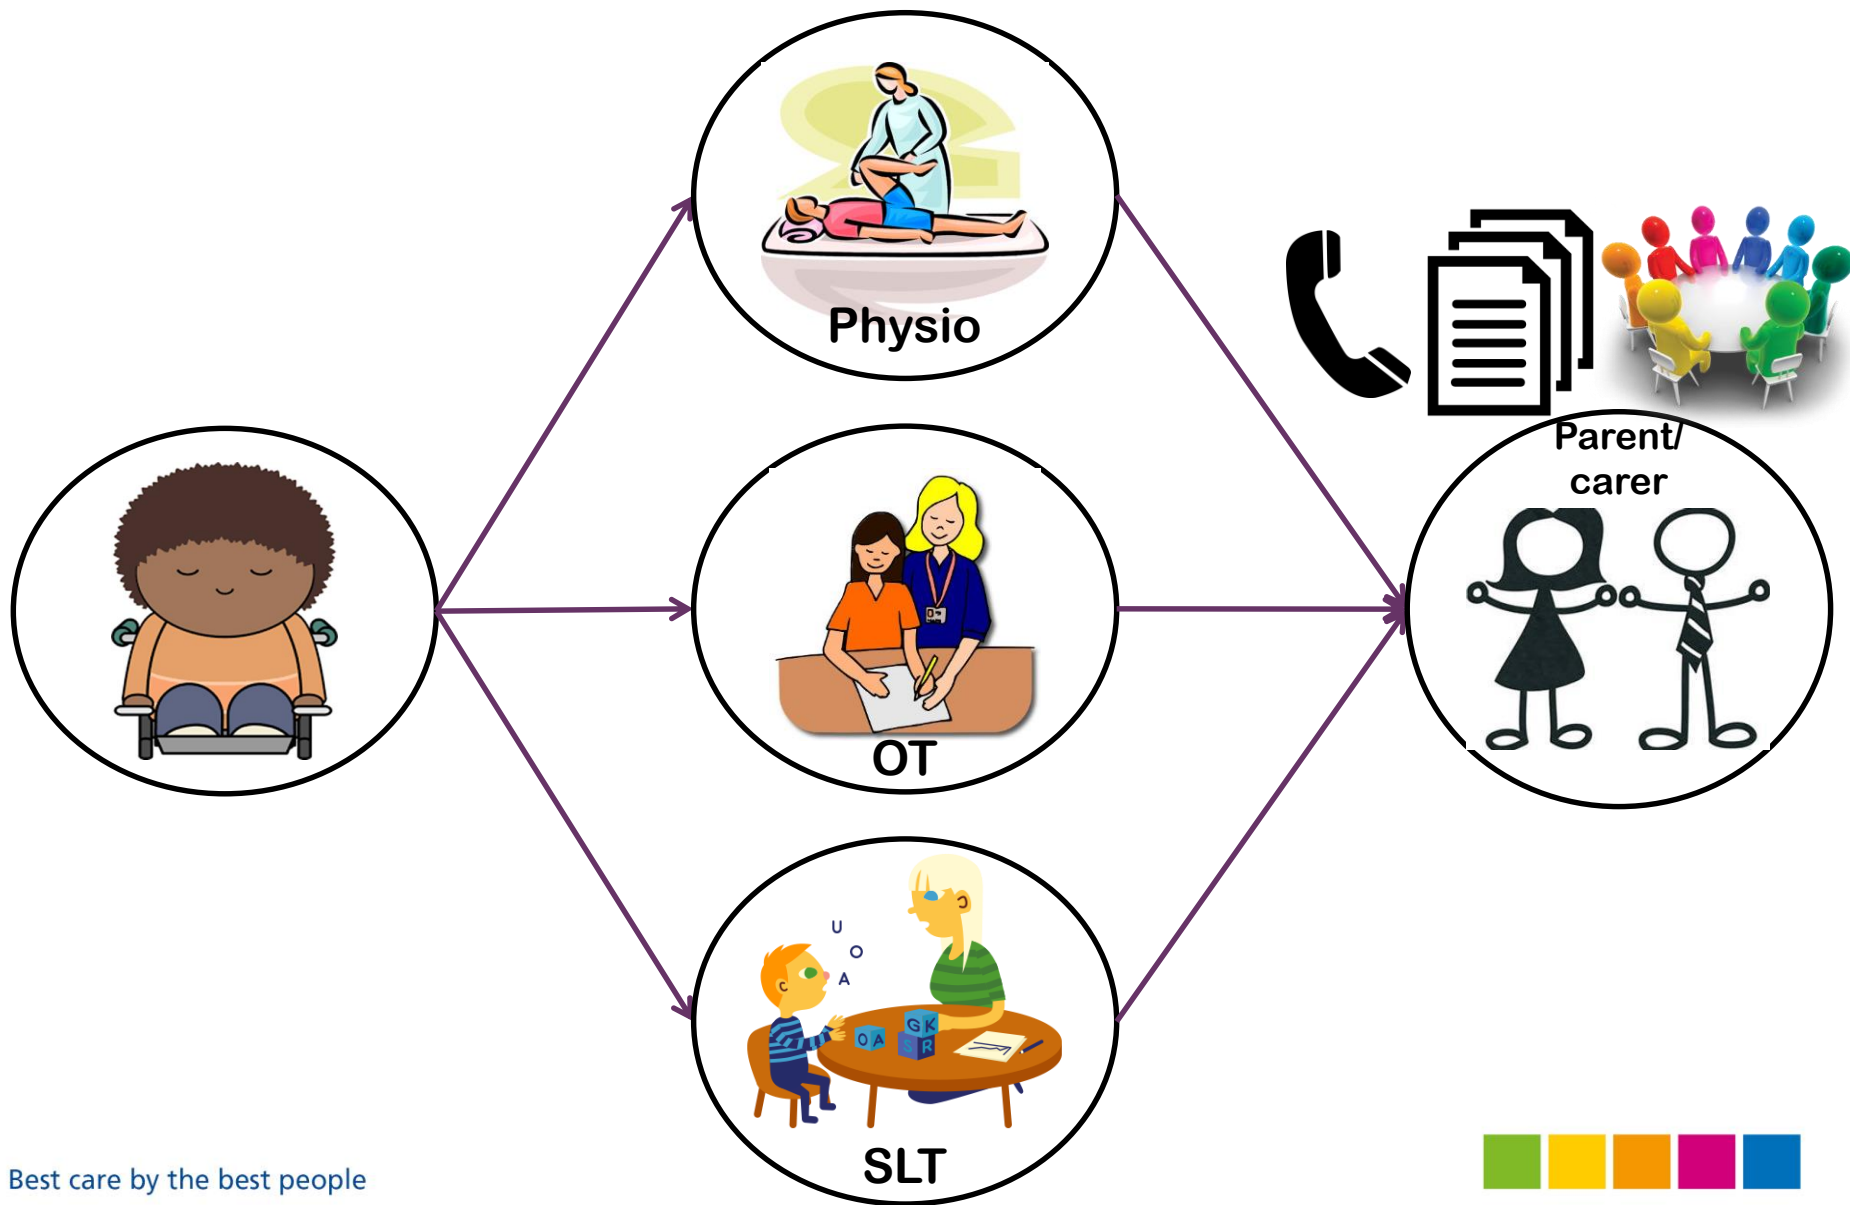 Physio
Parent/
carer
OT
U
O
A
G K
O A
S R
SLT
Best care by the best people